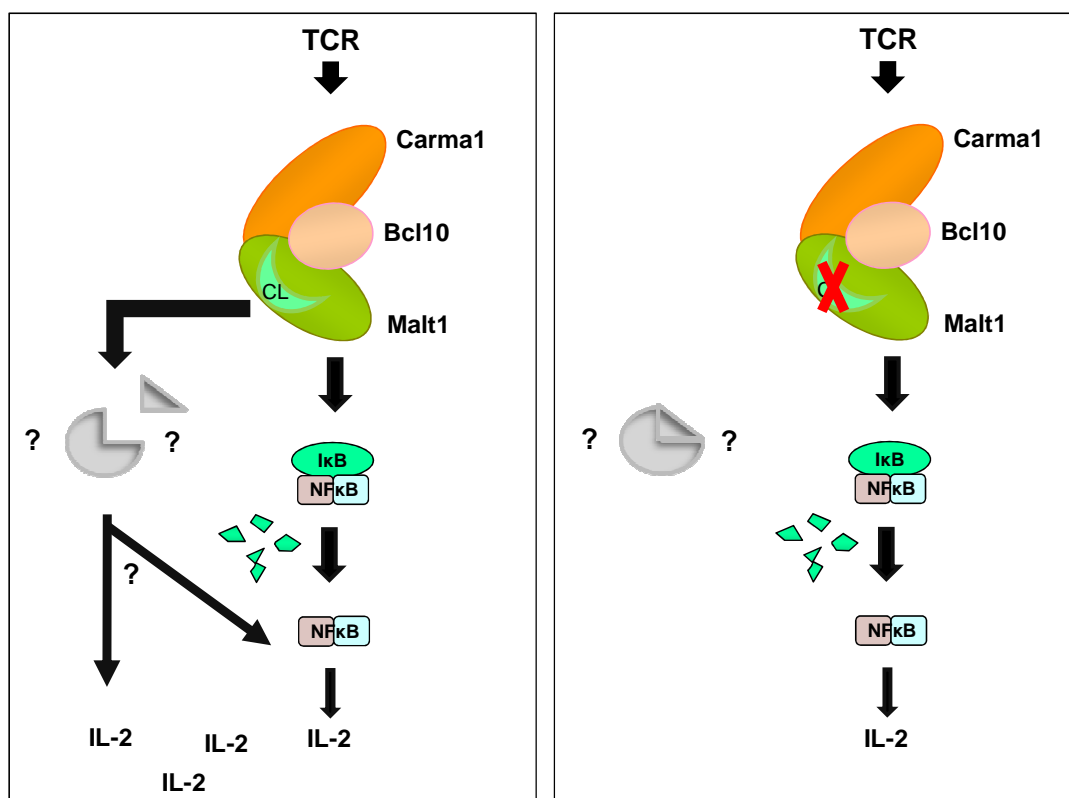 TCR
Carma1
Bcl10
CL
Malt1
? ?
IκB
NFκB
?
NFκB
IL-2 IL-2 IL-2
IL-2
TCR
Carma1
Bcl10
Malt1
? ?
IκB
NFκB
NFκB
IL-2